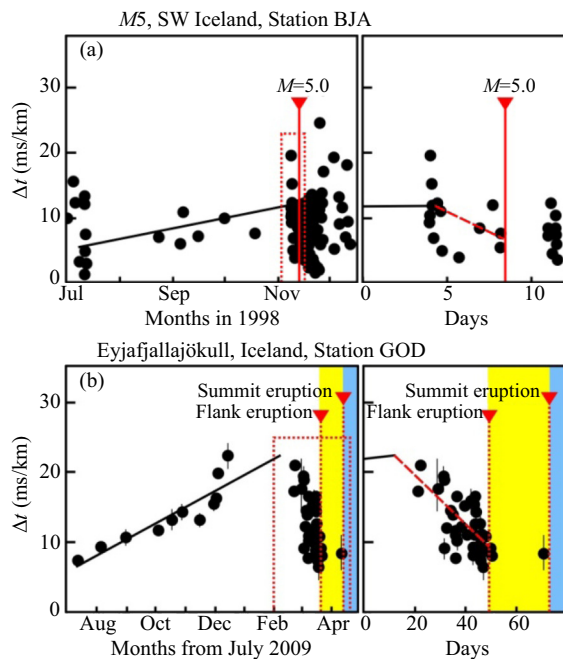 M5, SW Iceland, Station BJA
(a)
M=5.0
M=5.0
Δt (ms/km)
30
20
10
0
Jul
Sep
Nov
0
5
10
Months in 1998
Days
Eyjafjallajökull, Iceland, Station GOD
(b)
Summit eruption
Summit eruption
Flank eruption
Flank eruption
Δt (ms/km)
30
20
10
0
Aug
Oct
Dec
Feb
Apr
0
20
40
60
Months from July 2009
Days